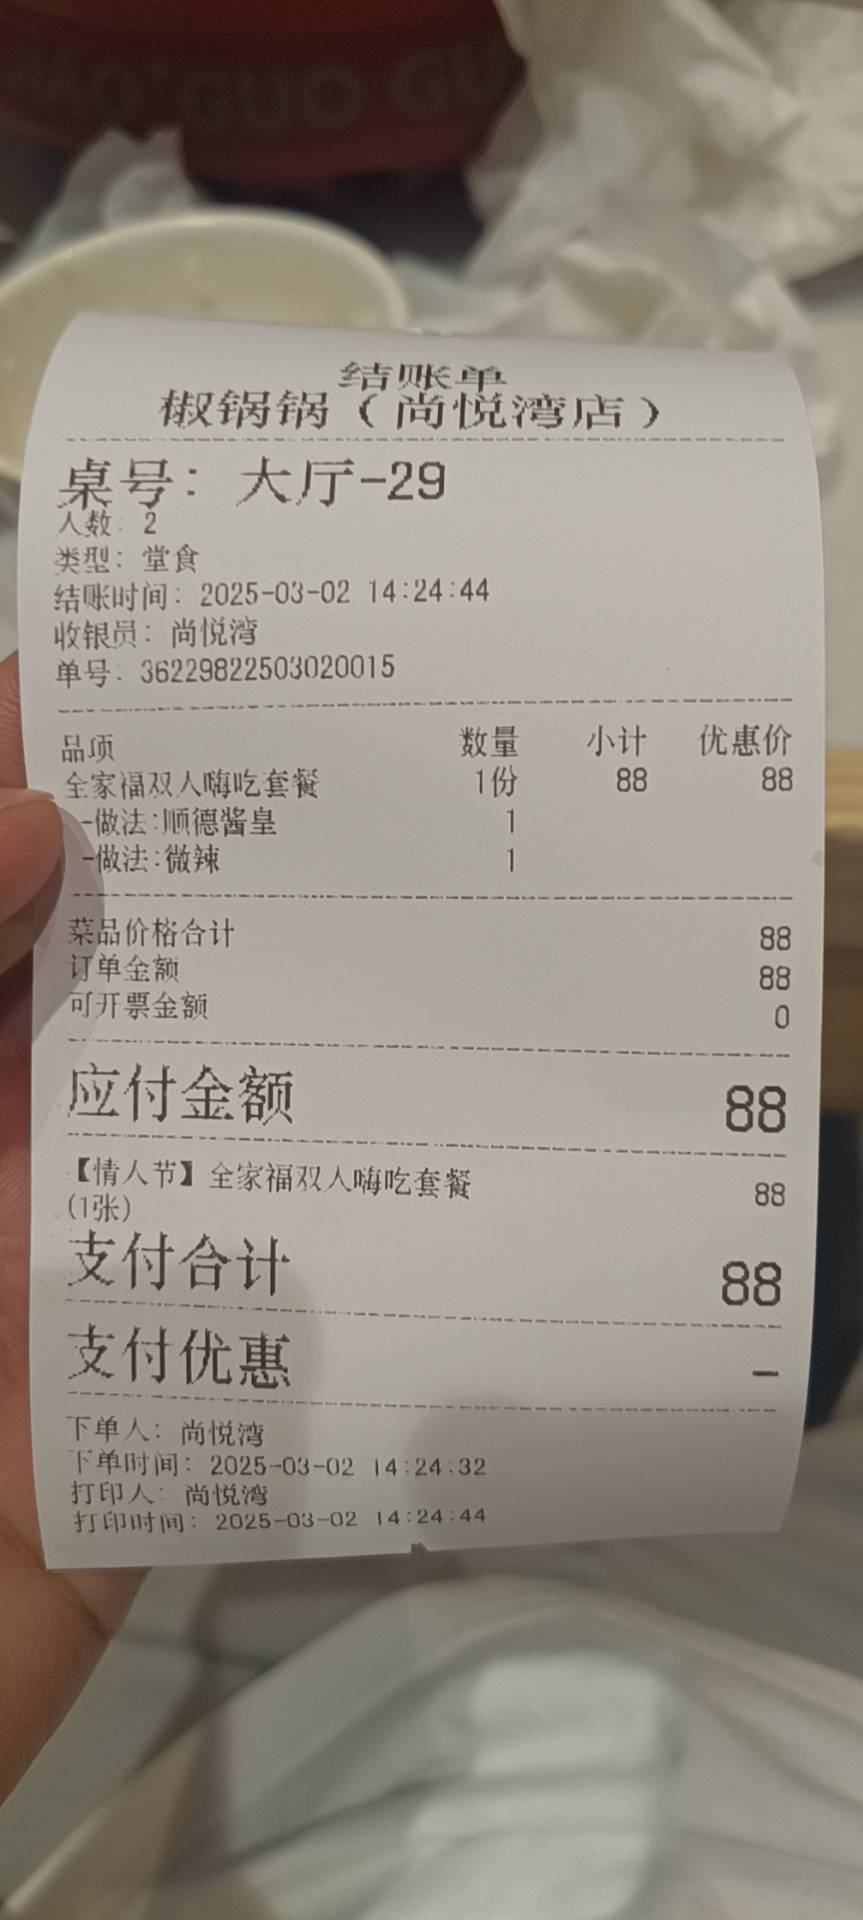 JIAO GUO GU
结账单
椒锅锅（尚悦湾店）
桌号：大厅-29
人数：2
类型：堂食
结账时间：2025-03-02 14:24:44
收银员：尚悦湾
单号：36229822503020015
品项 数量 小计 优惠价
全家福双人嗨吃套餐 1份 88 88
-做法:顺德酱皇 1
-做法:微辣 1
菜品价格合计 88
订单金额 88
可开票金额 0
应付金额 88
【情人节】全家福双人嗨吃套餐 88
(1张)
支付合计 88
支付优惠 -
下单人：尚悦湾
下单时间：2025-03-02 14:24:32
打印人：尚悦湾
打印时间：2025-03-02 14:24:44